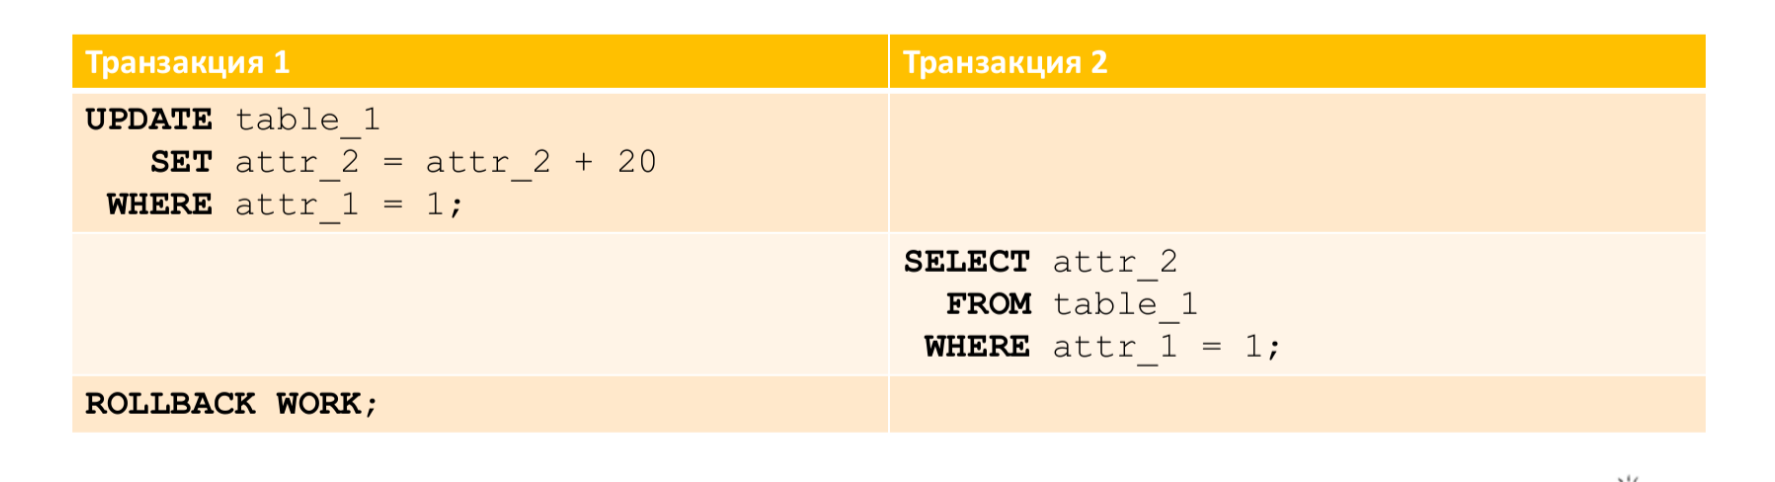 Транзакция 1
Транзакция 2
UPDATE table_1
SET attr_2 = attr_2 + 20
WHERE attr_1 = 1;
SELECT attr_2
FROM table_1
WHERE attr_1 = 1;
ROLLBACK WORK;